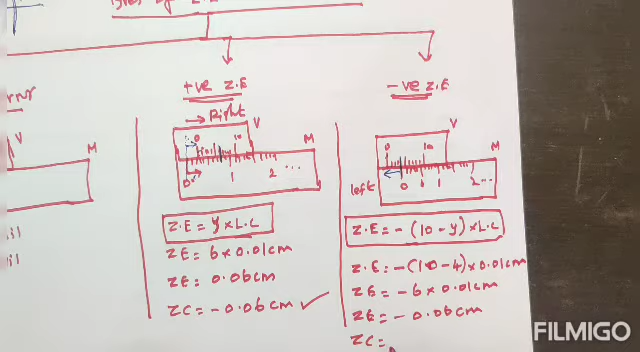 +ve Z.E
→ Right
V
M
0 10
0 1 2 ...
Z.E = y × L.C
Z.E = 6 × 0.01cm
ZE = 0.06cm
ZC = - 0.06cm ✓
- ve Z.E
V
M
0 10
left
0 1 2 ...
Z.E = - (10 - y) × L.C
Z.E = - (10 - 4) × 0.01cm
ZE = - 6 × 0.01cm
ZE = - 0.06cm
ZC =
V
M
FILMIGO